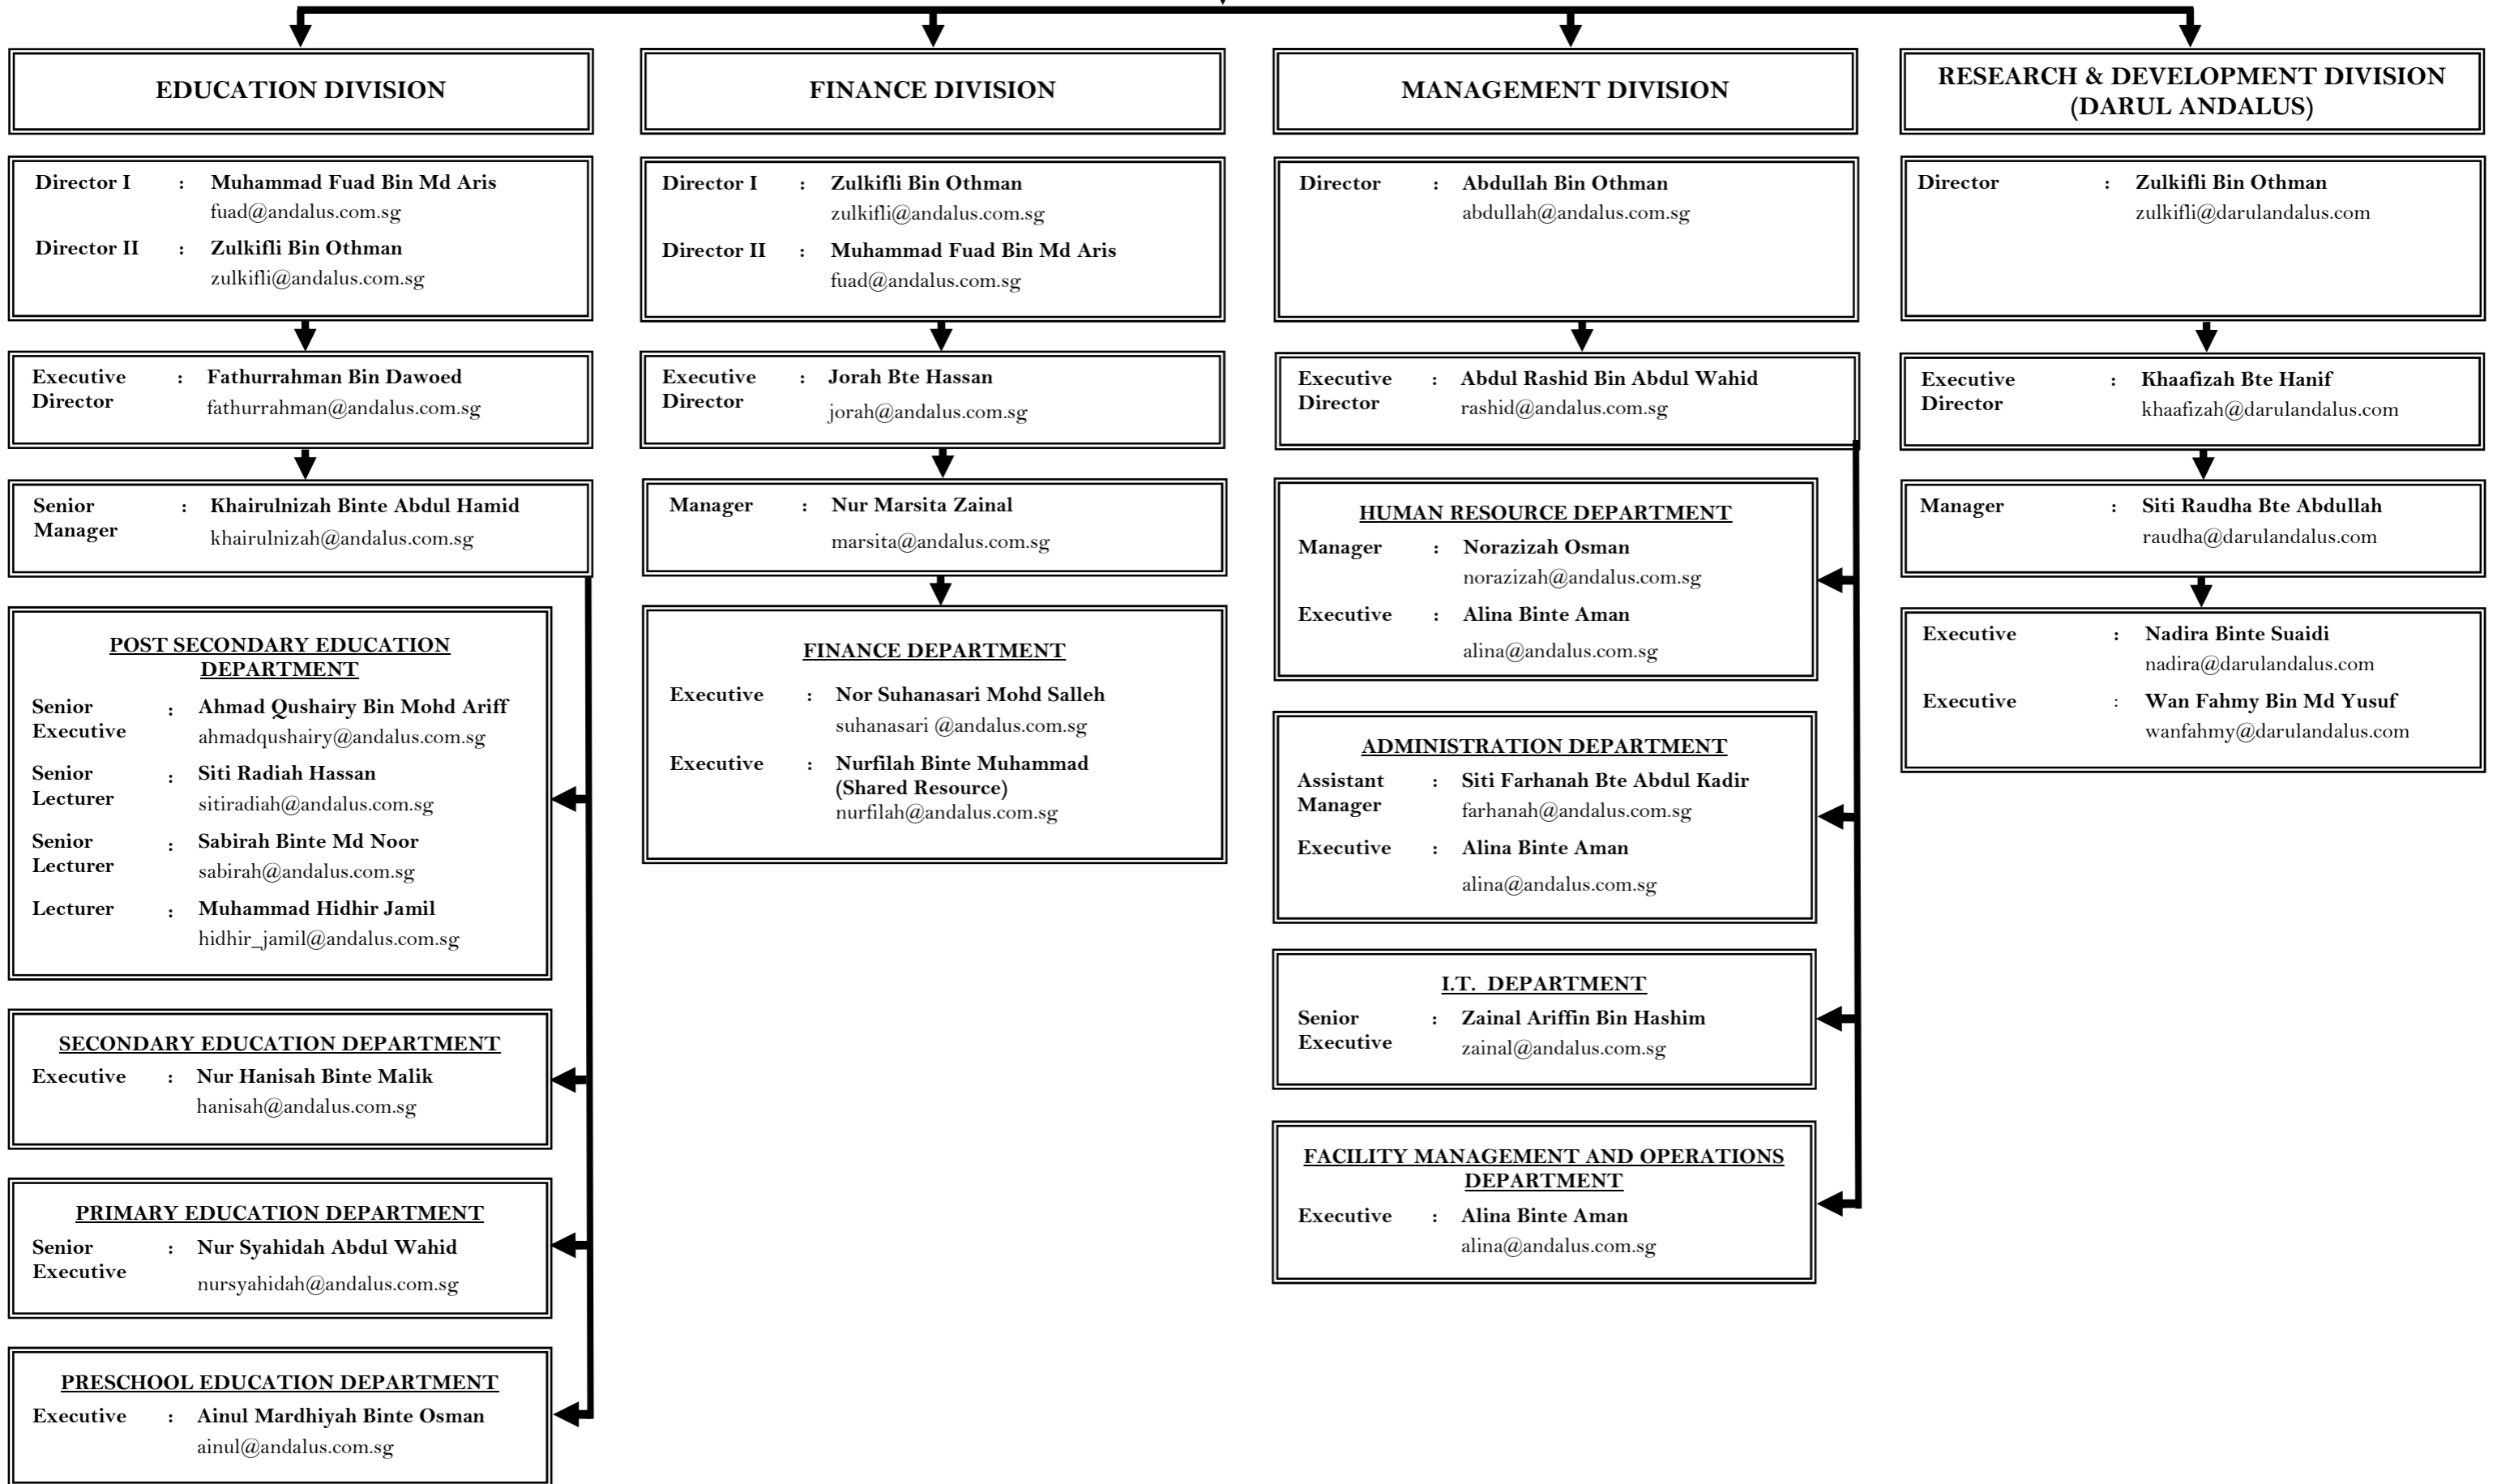 EDUCATION DIVISION
Director I : Muhammad Fuad Bin Md Aris
fuad@andalus.com.sg
Director II : Zulkifli Bin Othman
zulkifli@andalus.com.sg
Executive : Fathurrahman Bin Dawoed
Director
fathurrahman@andalus.com.sg
Senior : Khairulnizah Binte Abdul Hamid
Manager
khairulnizah@andalus.com.sg
POST SECONDARY EDUCATION
DEPARTMENT
Senior : Ahmad Qushairy Bin Mohd Ariff
Executive
ahmadqushairy@andalus.com.sg
Senior : Siti Radiah Hassan
Lecturer
sitiradiah@andalus.com.sg
Senior : Sabirah Binte Md Noor
Lecturer
sabirah@andalus.com.sg
Lecturer : Muhammad Hidhir Jamil
hidhir_jamil@andalus.com.sg
SECONDARY EDUCATION DEPARTMENT
Executive : Nur Hanisah Binte Malik
hanisah@andalus.com.sg
PRIMARY EDUCATION DEPARTMENT
Senior : Nur Syahidah Abdul Wahid
Executive
nursyahidah@andalus.com.sg
PRESCHOOL EDUCATION DEPARTMENT
Executive : Ainul Mardhiyah Binte Osman
ainul@andalus.com.sg
FINANCE DIVISION
Director I : Zulkifli Bin Othman
zulkifli@andalus.com.sg
Director II : Muhammad Fuad Bin Md Aris
fuad@andalus.com.sg
Executive : Jorah Bte Hassan
Director
jorah@andalus.com.sg
Manager : Nur Marsita Zainal
marsita@andalus.com.sg
FINANCE DEPARTMENT
Executive : Nor Suhanasari Mohd Salleh
suhanasari @andalus.com.sg
Executive : Nurfilah Binte Muhammad
(Shared Resource)
nurfilah@andalus.com.sg
MANAGEMENT DIVISION
Director : Abdullah Bin Othman
abdullah@andalus.com.sg
Executive : Abdul Rashid Bin Abdul Wahid
Director
rashid@andalus.com.sg
HUMAN RESOURCE DEPARTMENT
Manager : Norazizah Osman
norazizah@andalus.com.sg
Executive : Alina Binte Aman
alina@andalus.com.sg
ADMINISTRATION DEPARTMENT
Assistant : Siti Farhanah Bte Abdul Kadir
Manager
farhanah@andalus.com.sg
Executive : Alina Binte Aman
alina@andalus.com.sg
I.T. DEPARTMENT
Senior : Zainal Ariffin Bin Hashim
Executive
zainal@andalus.com.sg
FACILITY MANAGEMENT AND OPERATIONS
DEPARTMENT
Executive : Alina Binte Aman
alina@andalus.com.sg
RESEARCH & DEVELOPMENT DIVISION
(DARUL ANDALUS)
Director : Zulkifli Bin Othman
zulkifli@darulandalus.com
Executive : Khaafizah Bte Hanif
Director
khaafizah@darulandalus.com
Manager : Siti Raudha Bte Abdullah
raudha@darulandalus.com
Executive : Nadira Binte Suaidi
nadira@darulandalus.com
Executive : Wan Fahmy Bin Md Yusuf
wanfahmy@darulandalus.com